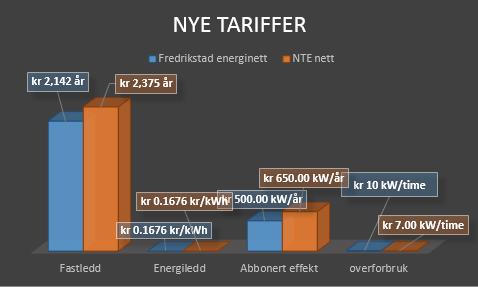 NYE TARIFFER
Fredrikstad energinett
NTE nett
kr 2,142 år
kr 2,375 år
kr 0.1676 kr/kWh
kr 0.1676 kr/kWh
500.00 kW/år
kr 650.00 kW/år
kr 10 kW/time
kr 7.00 kW/time
Fastledd
Energiledd
Abbonert effekt
overforbruk